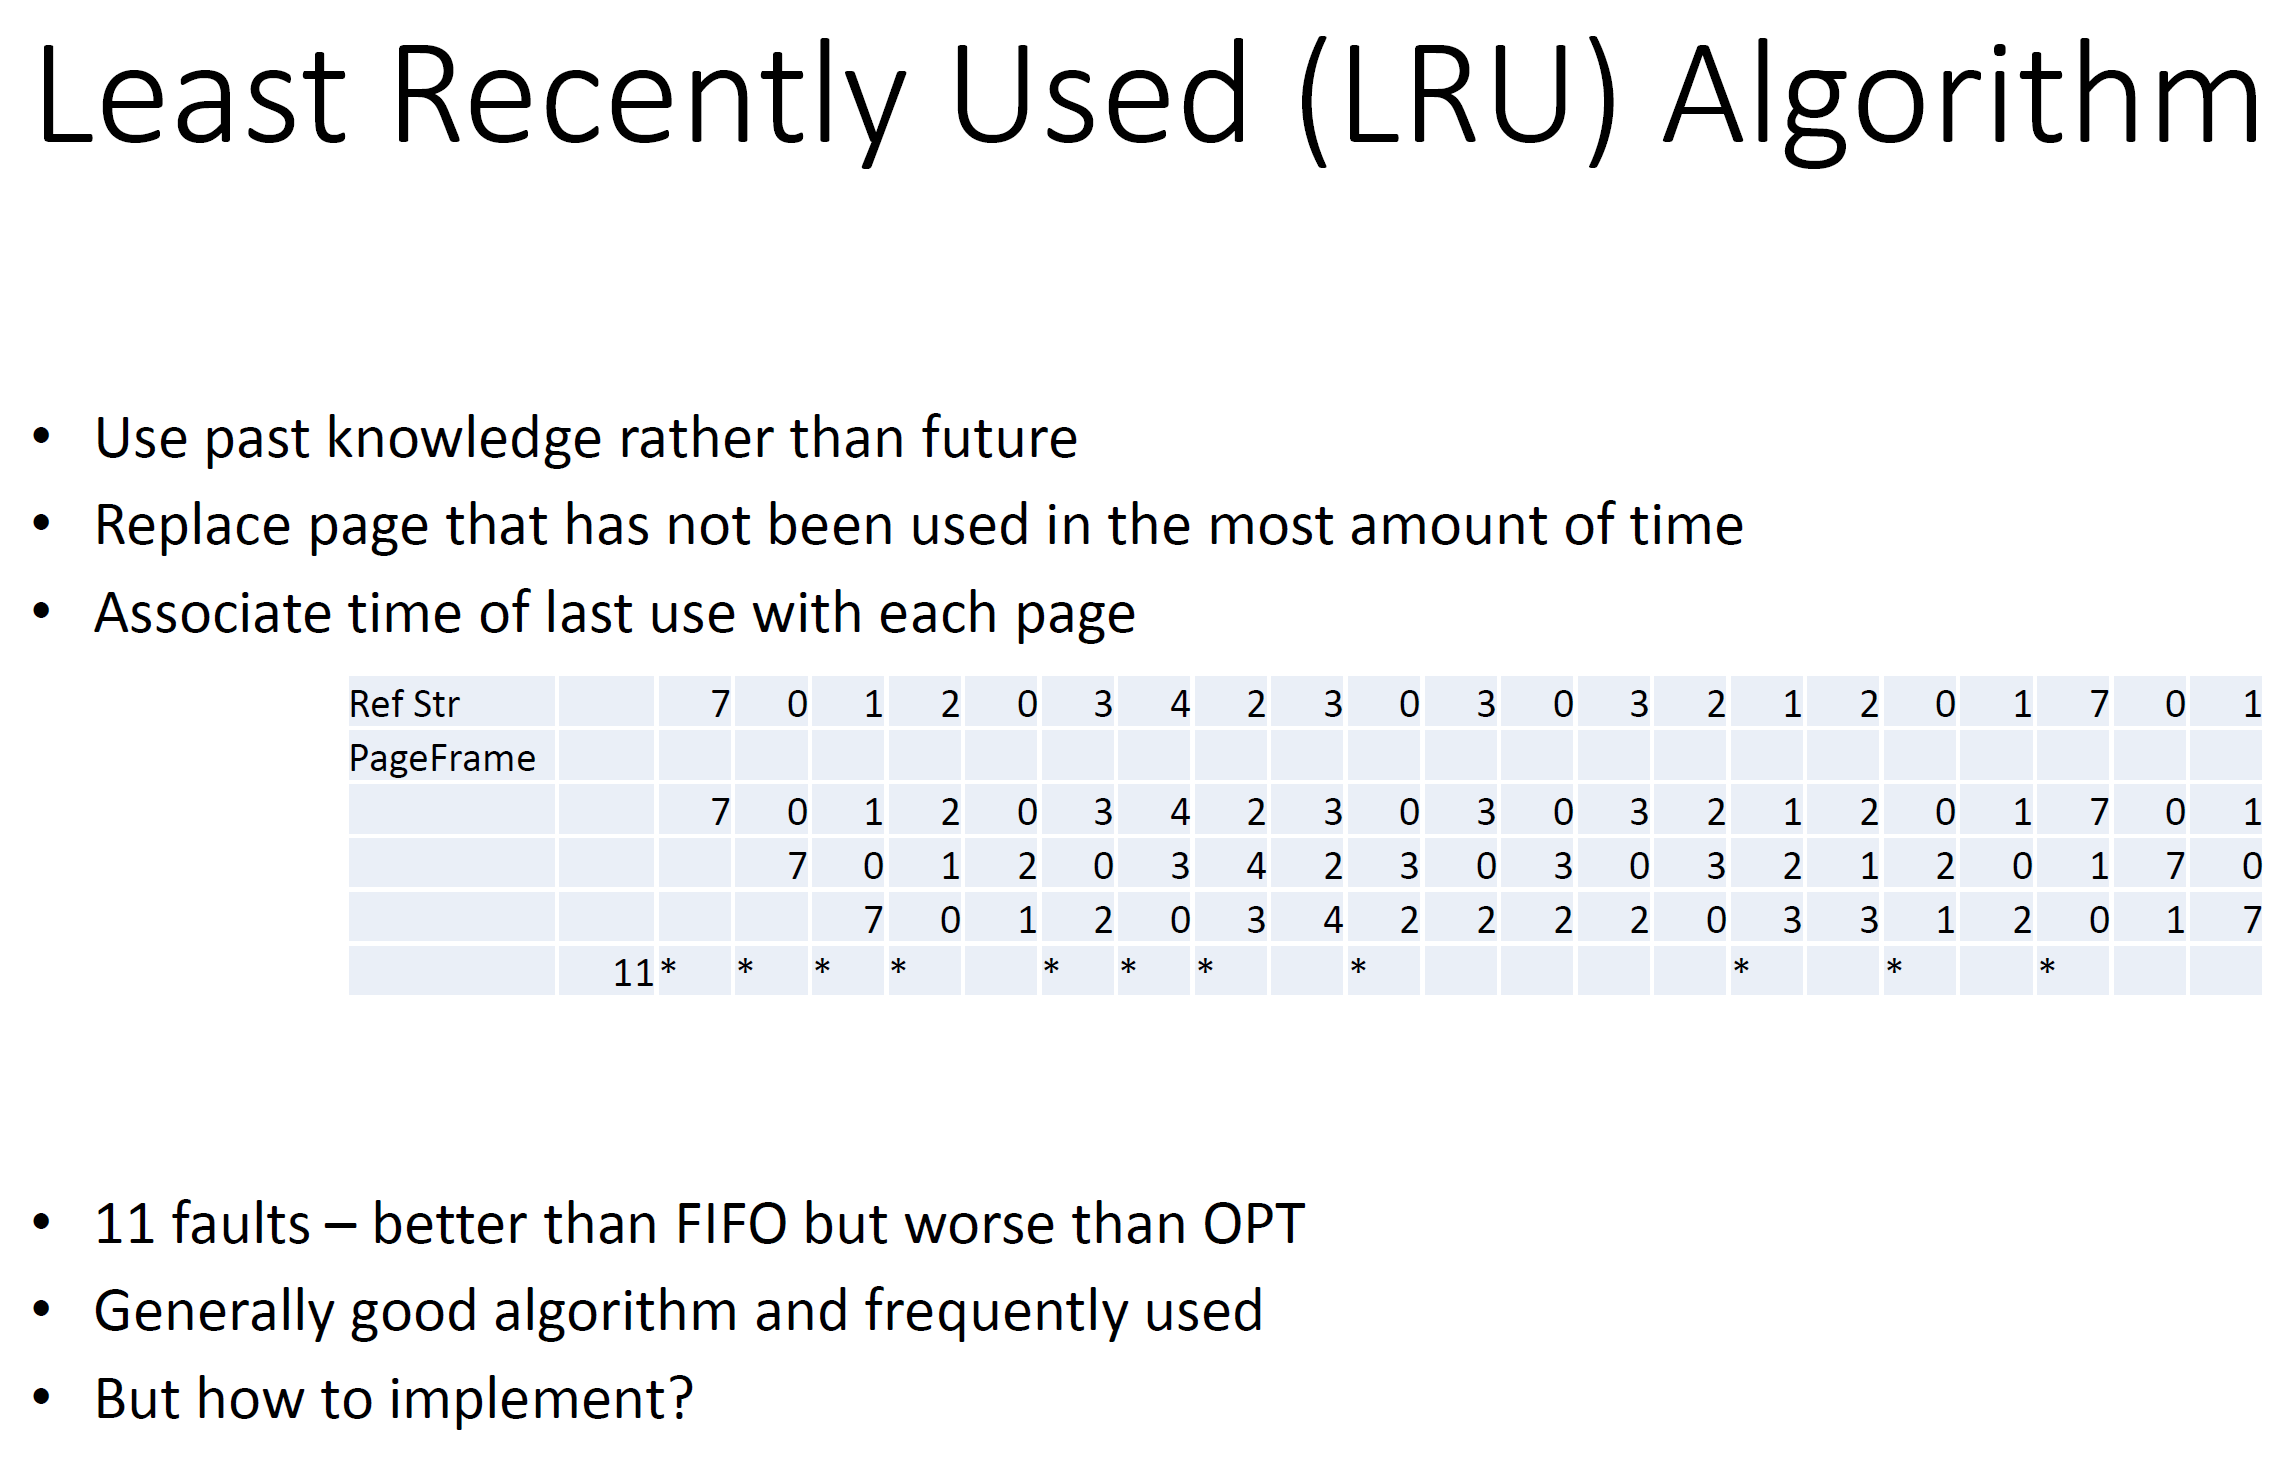 Least Recently Used (LRU) Algorithm
• Use past knowledge rather than future
• Replace page that has not been used in the most amount of time
• Associate time of last use with each page
Ref Str 7 0 1 2 0 3 4 2 3 0 3 0 3 2 1 2 0 1 7 0 1
PageFrame
7 0 1 2 0 3 4 2 3 0 3 0 3 2 1 2 0 1 7 0 1
7 0 1 2 0 3 4 2 3 0 3 0 3 2 1 2 0 1 7 0
7 0 1 2 0 3 4 2 2 2 2 0 3 3 1 2 0 1 7
11 * * * * * * * * * * *
• 11 faults – better than FIFO but worse than OPT
• Generally good algorithm and frequently used
• But how to implement?